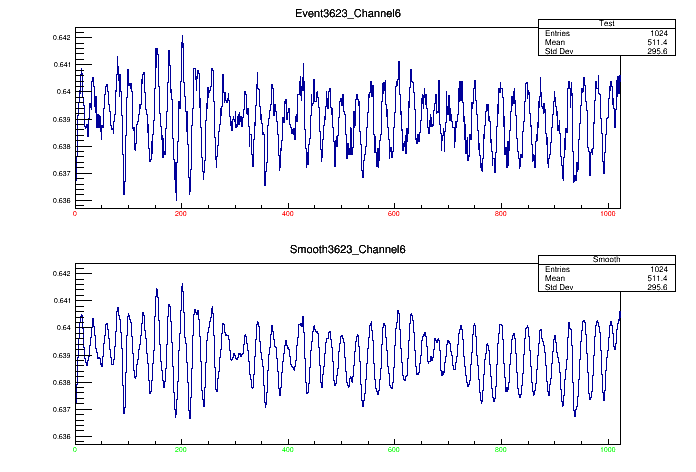 Event3623_Channel6
Test
Entries 1024
Mean 511.4
Std Dev 295.6
0.642
0.641
0.64
0.639
0.638
0.637
0.636
0 200 400 600 800 1000
Smooth3623_Channel6
Smooth
Entries 1024
Mean 511.4
Std Dev 295.6
0.642
0.641
0.64
0.639
0.638
0.637
0.636
0 200 400 600 800 1000